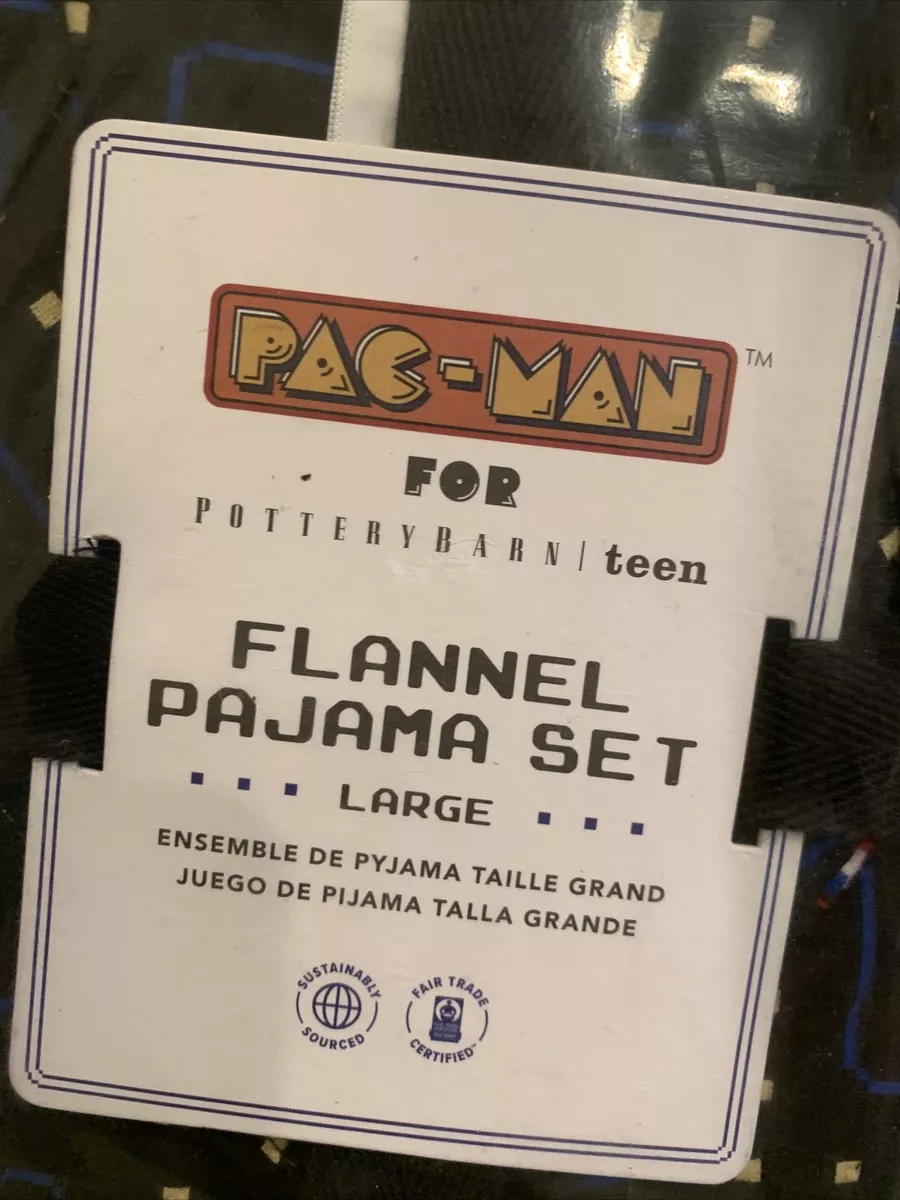 PAC-MAN™
FOR
POTTERYBARN | teen
FLANNEL
PAJAMA SET
LARGE
ENSEMBLE DE PYJAMA TAILLE GRAND
JUEGO DE PIJAMA TALLA GRANDE
SUSTAINABLY
SOURCED
FAIR TRADE
CERTIFIED™